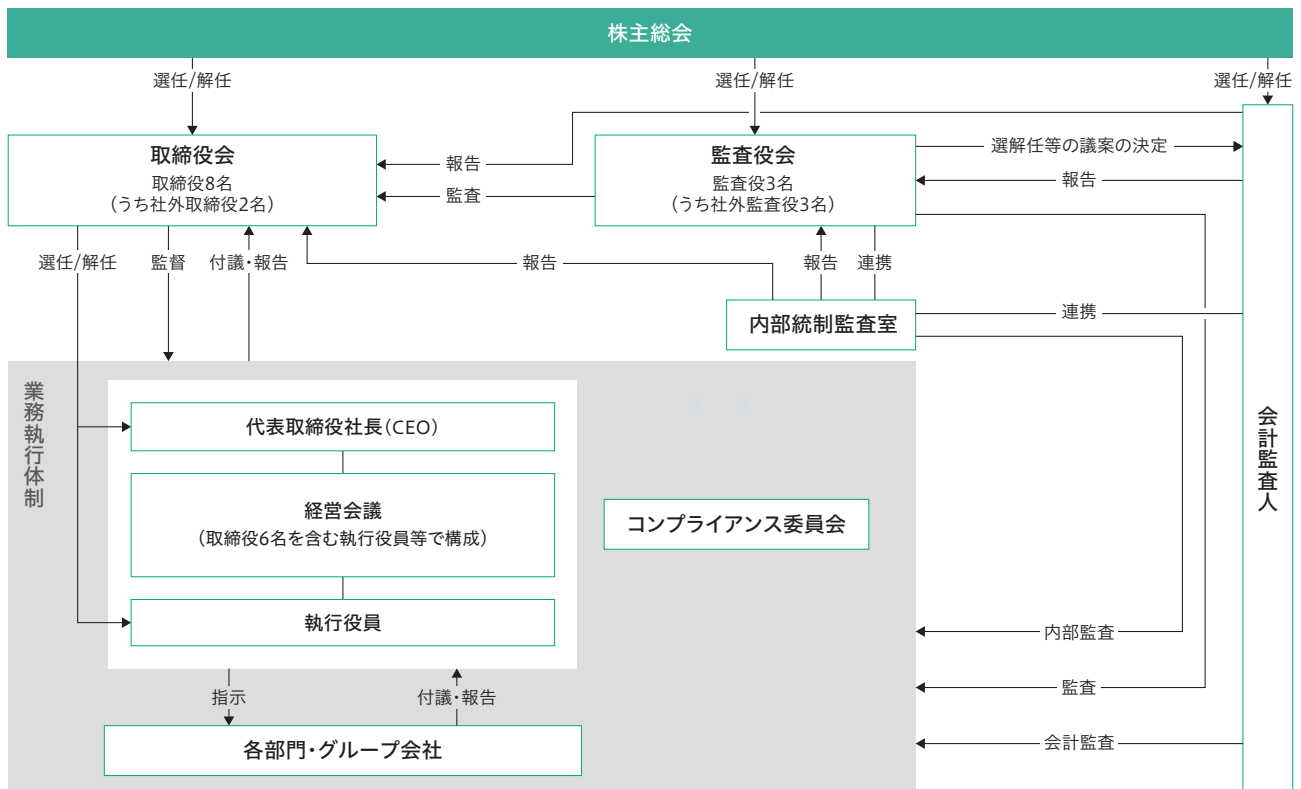 株主総会
選任/解任
選任/解任
選任/解任
取締役会
取締役8名
(うち社外取締役2名)
報告
監査
監査役会
監査役3名
(うち社外監査役3名)
選解任等の議案の決定
報告
選任/解任
監督
付議・報告
報告
報告
連携
内部統制監査室
連携
業務執行体制
代表取締役社長(CEO)
経営会議
(取締役6名を含む執行役員等で構成)
執行役員
コンプライアンス委員会
会計監査人
内部監査
監査
会計監査
指示
付議・報告
各部門・グループ会社